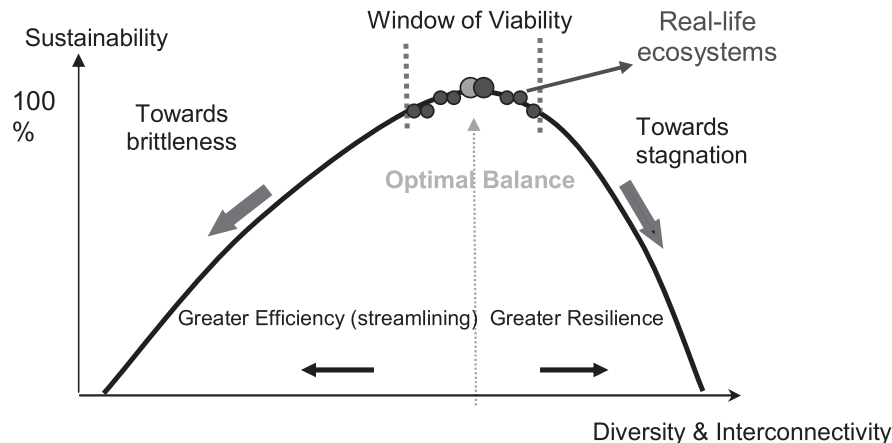 Window of Viability
Real-life
ecosystems
Sustainability
100
%
Towards
brittleness
Towards
stagnation
Optimal Balance
Greater Efficiency (streamlining)
Greater Resilience
Diversity & Interconnectivity